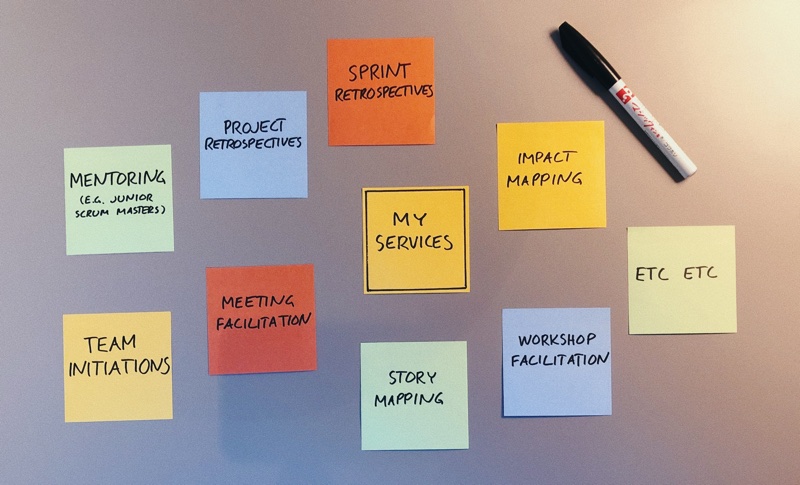 SPRINT
RETROSPECTIVES
PROJECT
RETROSPECTIVES
IMPACT
MAPPING
MENTORING
(E.G. JUNIOR
SCRUM MASTERS)
MY
SERVICES
ETC ETC
MEETING
FACILITATION
TEAM
INITIATIONS
WORKSHOP
FACILITATION
STORY
MAPPING